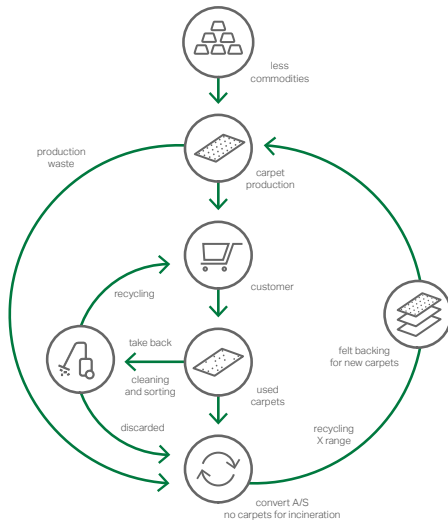 less
commodities
production
waste
carpet
production
recycling
customer
take back
cleaning
and sorting
used
carpets
felt backing
for new carpets
discarded
recycling
X range
convert A/S
no carpets for incineration